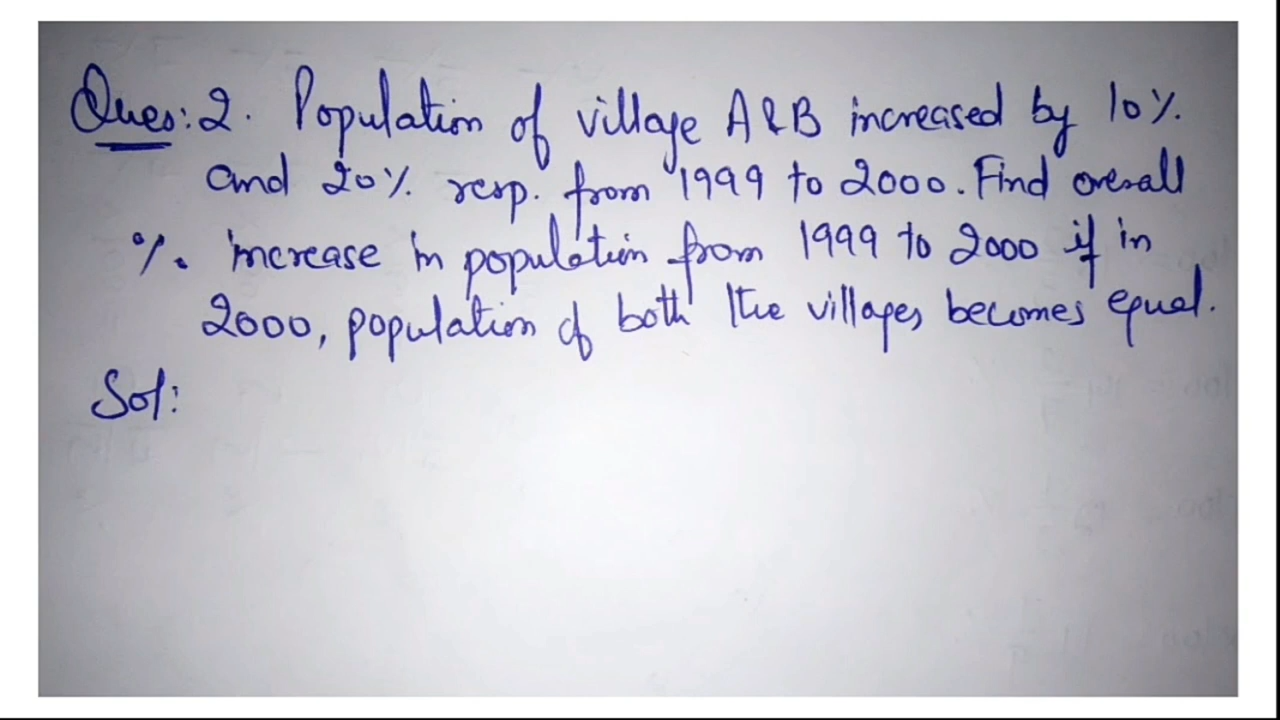 Ques: 2. Population of village A & B increased by 10%
and 20% resp. from 1999 to 2000. Find overall
% increase in population from 1999 to 2000 if in
2000, population of both the villages becomes equal.
Sol: